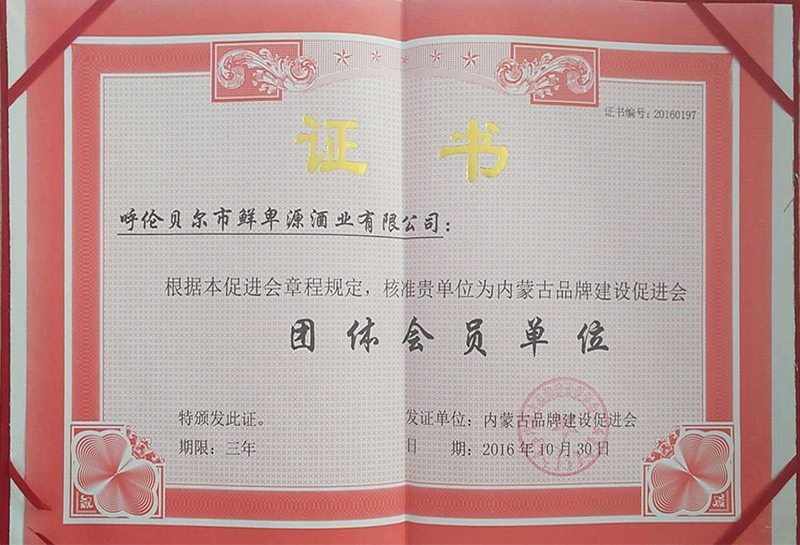 证书编号：20160197
证书
呼伦贝尔市鲜卑源酒业有限公司：
根据本促进会章程规定，核准贵单位为内蒙古品牌建设促进会
团体会员单位
特颁发此证。
期限：三年
发证单位：内蒙古品牌建设促进会
日 期：2016年10月30日